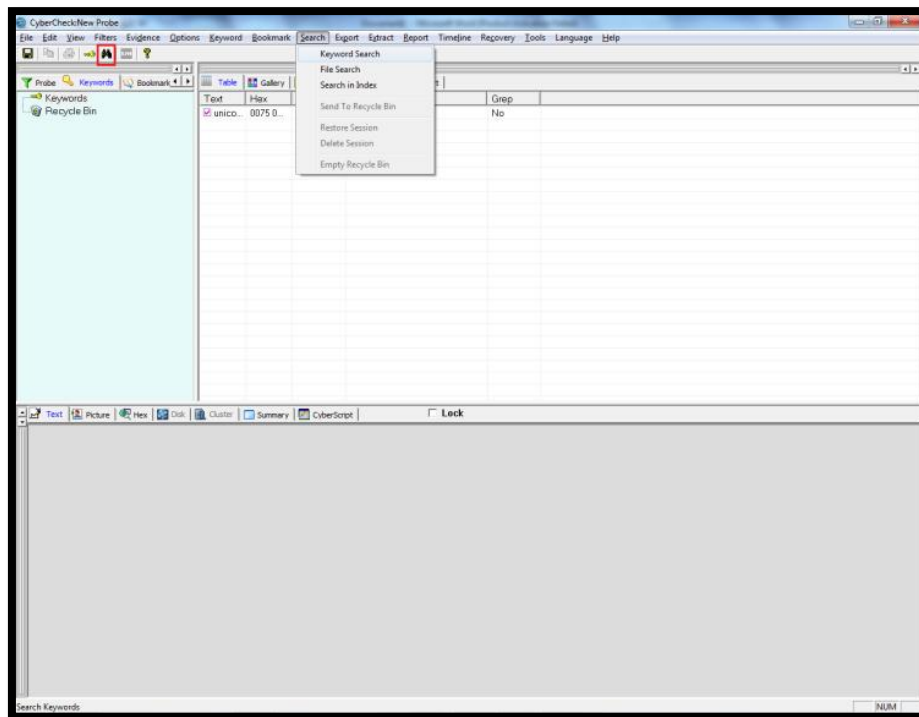 CyberCheck:New Probe
File Edit View Filters Evidence Options Keyword Bookmark Search Export Extract Report Timeline Recovery Tools Language Help
Keyword Search
File Search
Search in Index
Send To Recycle Bin
Restore Session
Delete Session
Empty Recycle Bin
Probe Keywords Bookmark Table Gallery
Keywords
Recycle Bin
Text Hex Grep
unico... 0075 0... No
Text Picture Hex Disk Cluster Summary CyberScript Lock
Search Keywords NUM